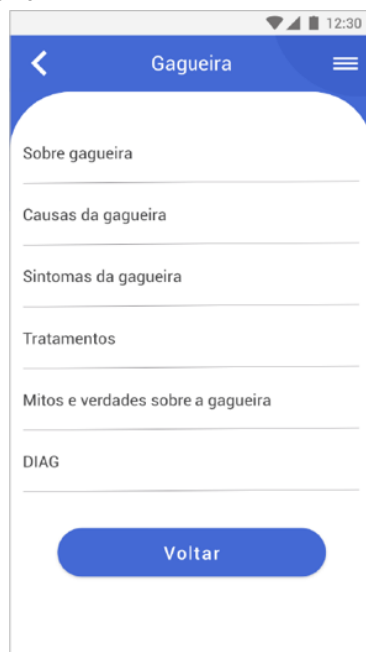 12:30
Gagueira
Sobre gagueira
Causas da gagueira
Sintomas da gagueira
Tratamentos
Mitos e verdades sobre a gagueira
DIAG
Voltar